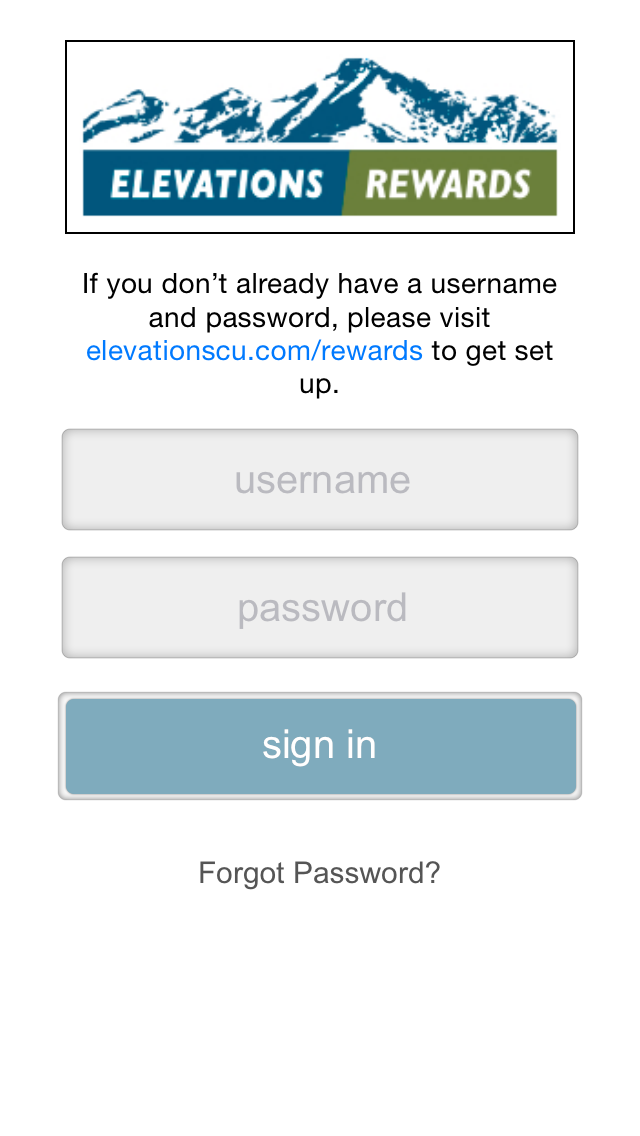 ELEVATIONS REWARDS
If you don’t already have a username
and password, please visit
elevationscu.com/rewards to get set
up.
username
password
sign in
Forgot Password?